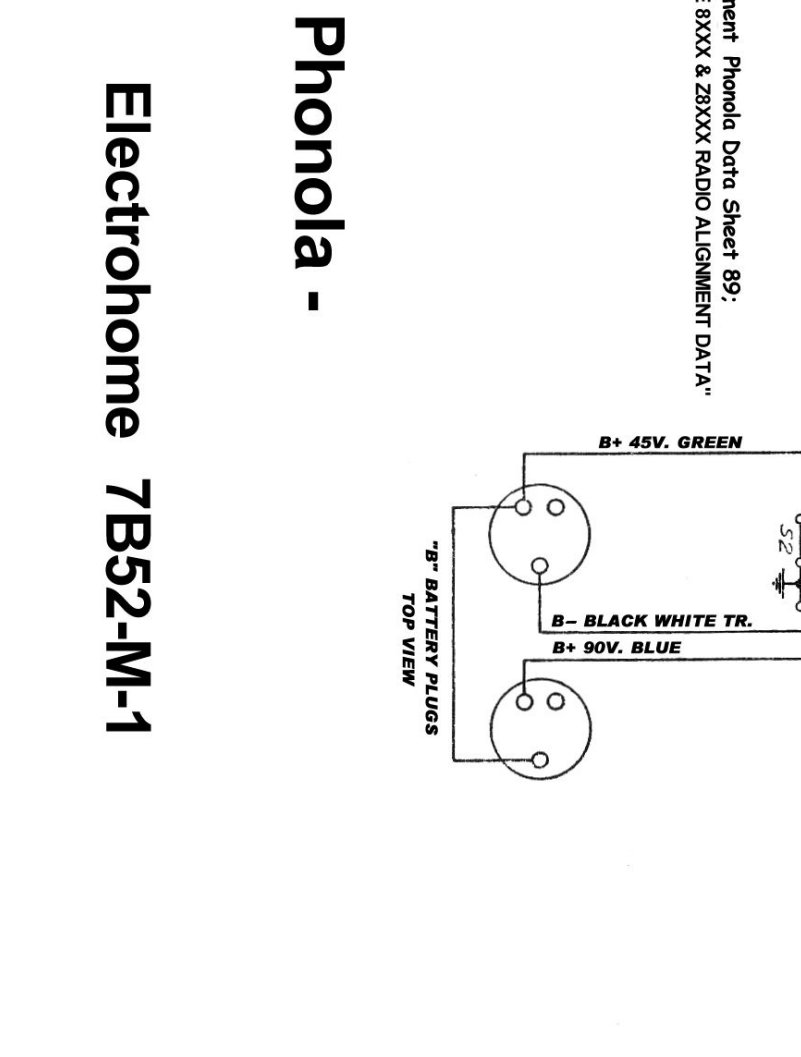 ment Phonola Data Sheet 89;
8XXX & Z8XXX RADIO ALIGNMENT DATA"
Phonola -
Electrohome 7B52-M-1
B+ 45V. GREEN
S2
B– BLACK WHITE TR.
B+ 90V. BLUE
"B" BATTERY PLUGS
TOP VIEW